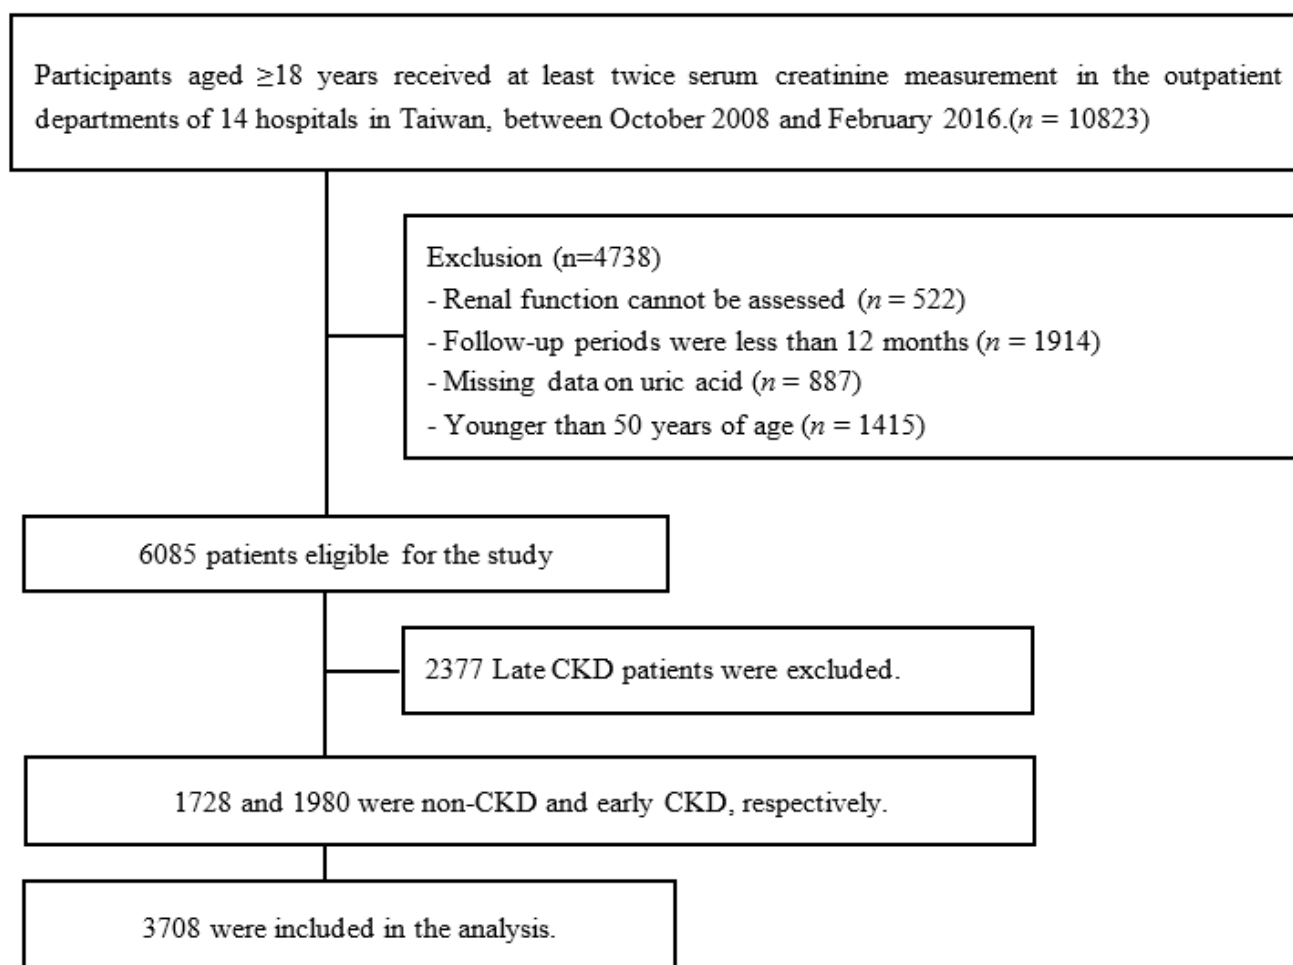 Participants aged ≥18 years received at least twice serum creatinine measurement in the outpatient
departments of 14 hospitals in Taiwan, between October 2008 and February 2016.(n = 10823)
Exclusion (n=4738)
- Renal function cannot be assessed (n = 522)
- Follow-up periods were less than 12 months (n = 1914)
- Missing data on uric acid (n = 887)
- Younger than 50 years of age (n = 1415)
6085 patients eligible for the study
2377 Late CKD patients were excluded.
1728 and 1980 were non-CKD and early CKD, respectively.
3708 were included in the analysis.